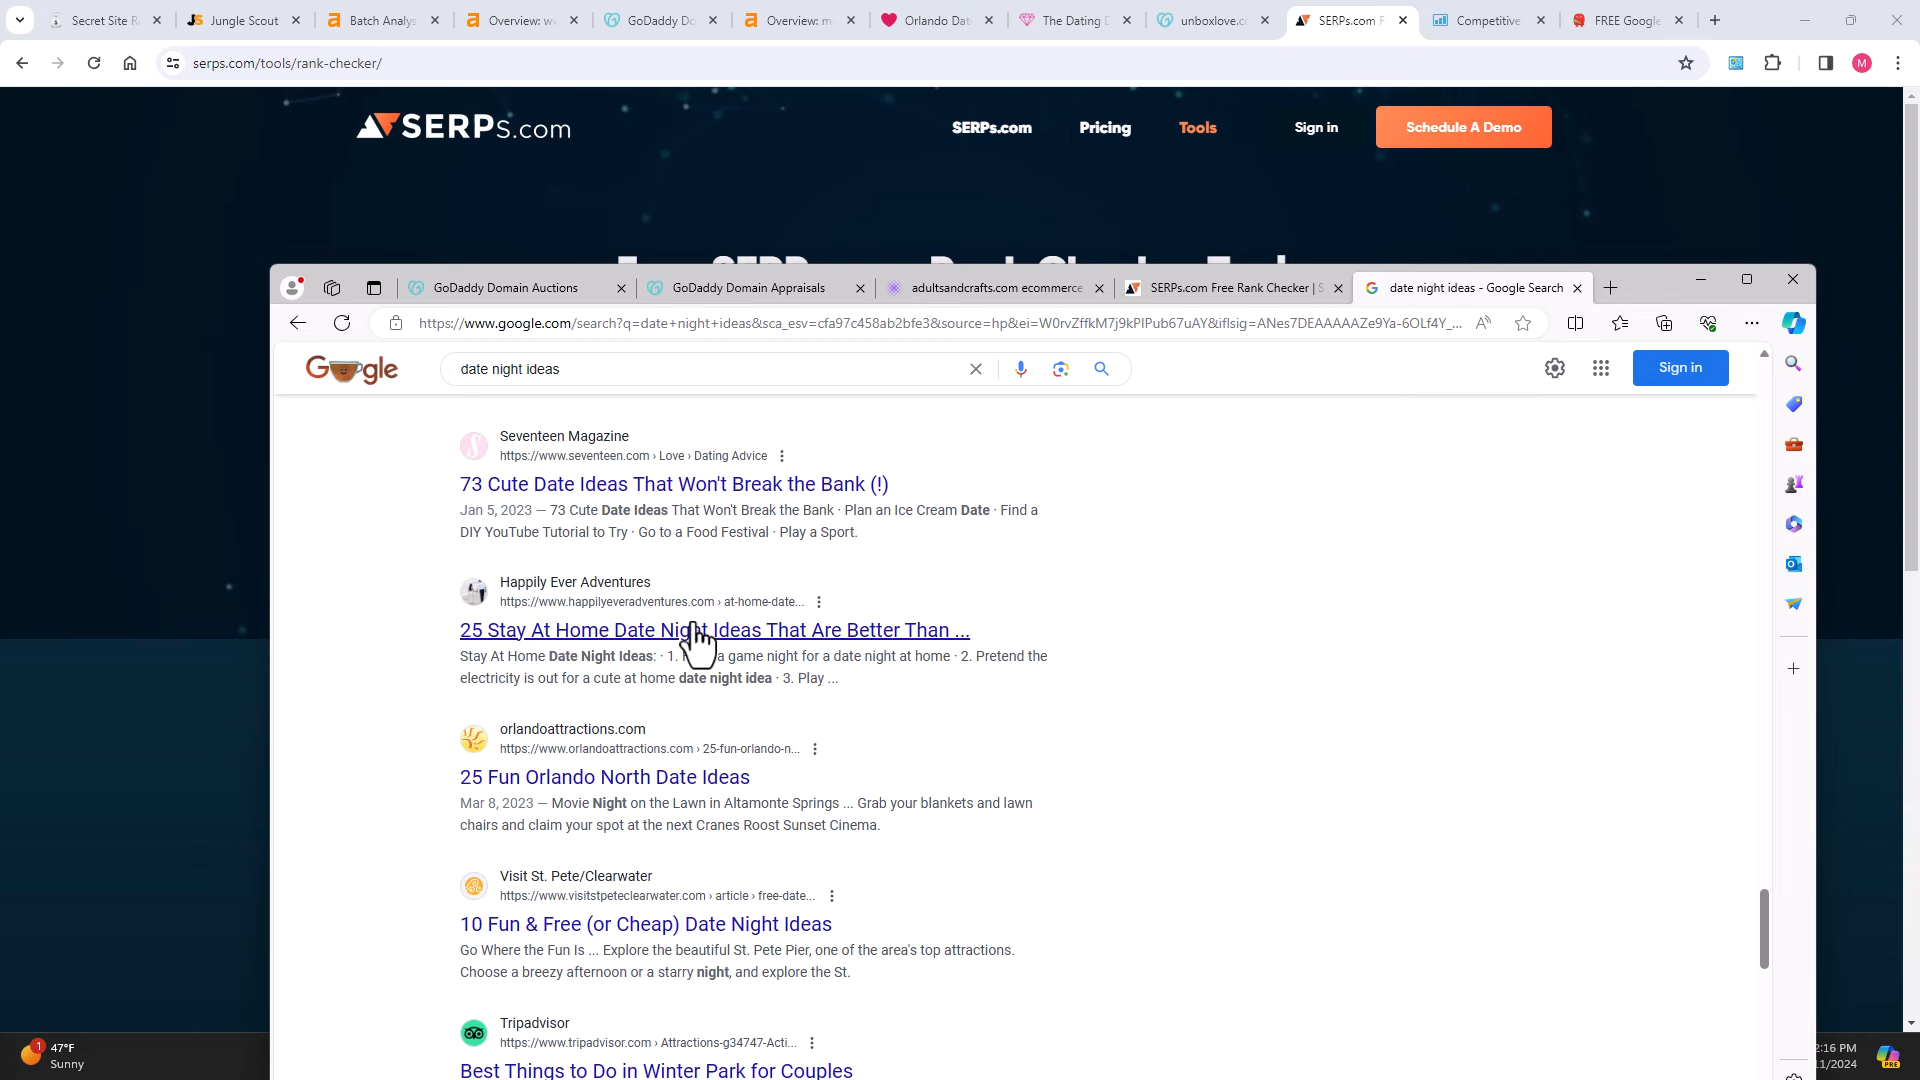 Secret Site R
Jungle Scout
Batch Analys
Overview: w
GoDaddy Do
Overview: m
Orlando Dat
The Dating
unboxlove.c
SERPs.com F
Competitive
FREE Google
serps.com/tools/rank-checker/
SERPs.com
SERPs.com
Pricing
Tools
Sign in
Schedule A Demo
GoDaddy Domain Auctions
GoDaddy Domain Appraisals
adultsandcrafts.com ecommerce
SERPs.com Free Rank Checker | S
date night ideas - Google Search
https://www.google.com/search?q=date+night+ideas&sca_esv=cfa97c458ab2bfe3&source=hp&ei=W0rvZffkM7j9kPIPub67uAY&iflsig=ANes7DEAAAAAZe9Ya-6OLf4Y_...
Google
date night ideas
Sign in
Seventeen Magazine
https://www.seventeen.com › Love › Dating Advice
73 Cute Date Ideas That Won't Break the Bank (!)
Jan 5, 2023 — 73 Cute Date Ideas That Won't Break the Bank · Plan an Ice Cream Date · Find a
DIY YouTube Tutorial to Try · Go to a Food Festival · Play a Sport.
Happily Ever Adventures
https://www.happilyeveradventures.com › at-home-date...
25 Stay At Home Date Night Ideas That Are Better Than ...
Stay At Home Date Night Ideas: · 1. a game night for a date night at home · 2. Pretend the
electricity is out for a cute at home date night idea · 3. Play ...
orlandoattractions.com
https://www.orlandoattractions.com › 25-fun-orlando-n...
25 Fun Orlando North Date Ideas
Mar 8, 2023 — Movie Night on the Lawn in Altamonte Springs ... Grab your blankets and lawn
chairs and claim your spot at the next Cranes Roost Sunset Cinema.
Visit St. Pete/Clearwater
https://www.visitstpeteclearwater.com › article › free-date...
10 Fun & Free (or Cheap) Date Night Ideas
Go Where the Fun Is ... Explore the beautiful St. Pete Pier, one of the area's top attractions.
Choose a breezy afternoon or a starry night, and explore the St.
Tripadvisor
https://www.tripadvisor.com › Attractions-g34747-Acti...
Best Things to Do in Winter Park for Couples
1
47°F
Sunny
2:16 PM
1/2024